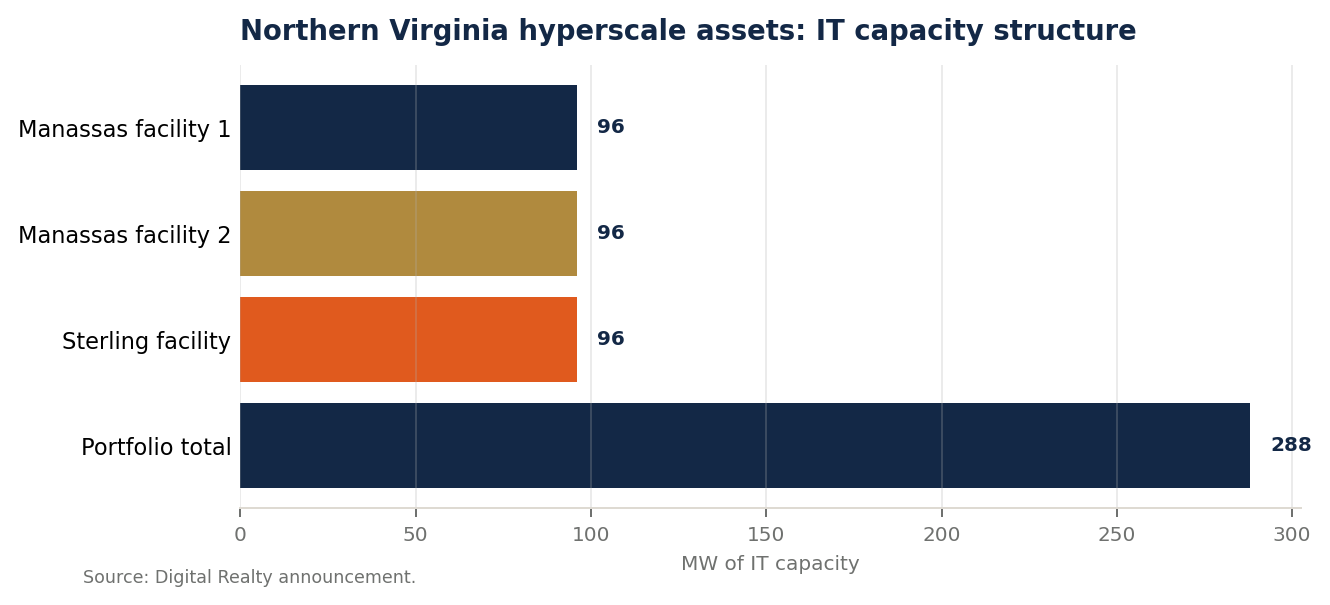 Northern Virginia hyperscale assets: IT capacity structure
Manassas facility 1
96
Manassas facility 2
96
Sterling facility
96
Portfolio total
288
0 50 100 150 200 250 300
MW of IT capacity
Source: Digital Realty announcement.